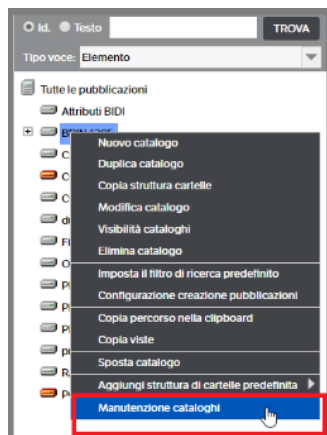 Id. Testo TROVA
Tipo voce: Elemento
Tutte le pubblicazioni
Attributi BIDI
Nuovo catalogo
Duplica catalogo
Copia struttura cartelle
Modifica catalogo
Visibilità cataloghi
Elimina catalogo
Imposta il filtro di ricerca predefinito
Configurazione creazione pubblicazioni
Copia percorso nella clipboard
Copia viste
Sposta catalogo
Aggiungi struttura di cartelle predefinita
Manutenzione cataloghi